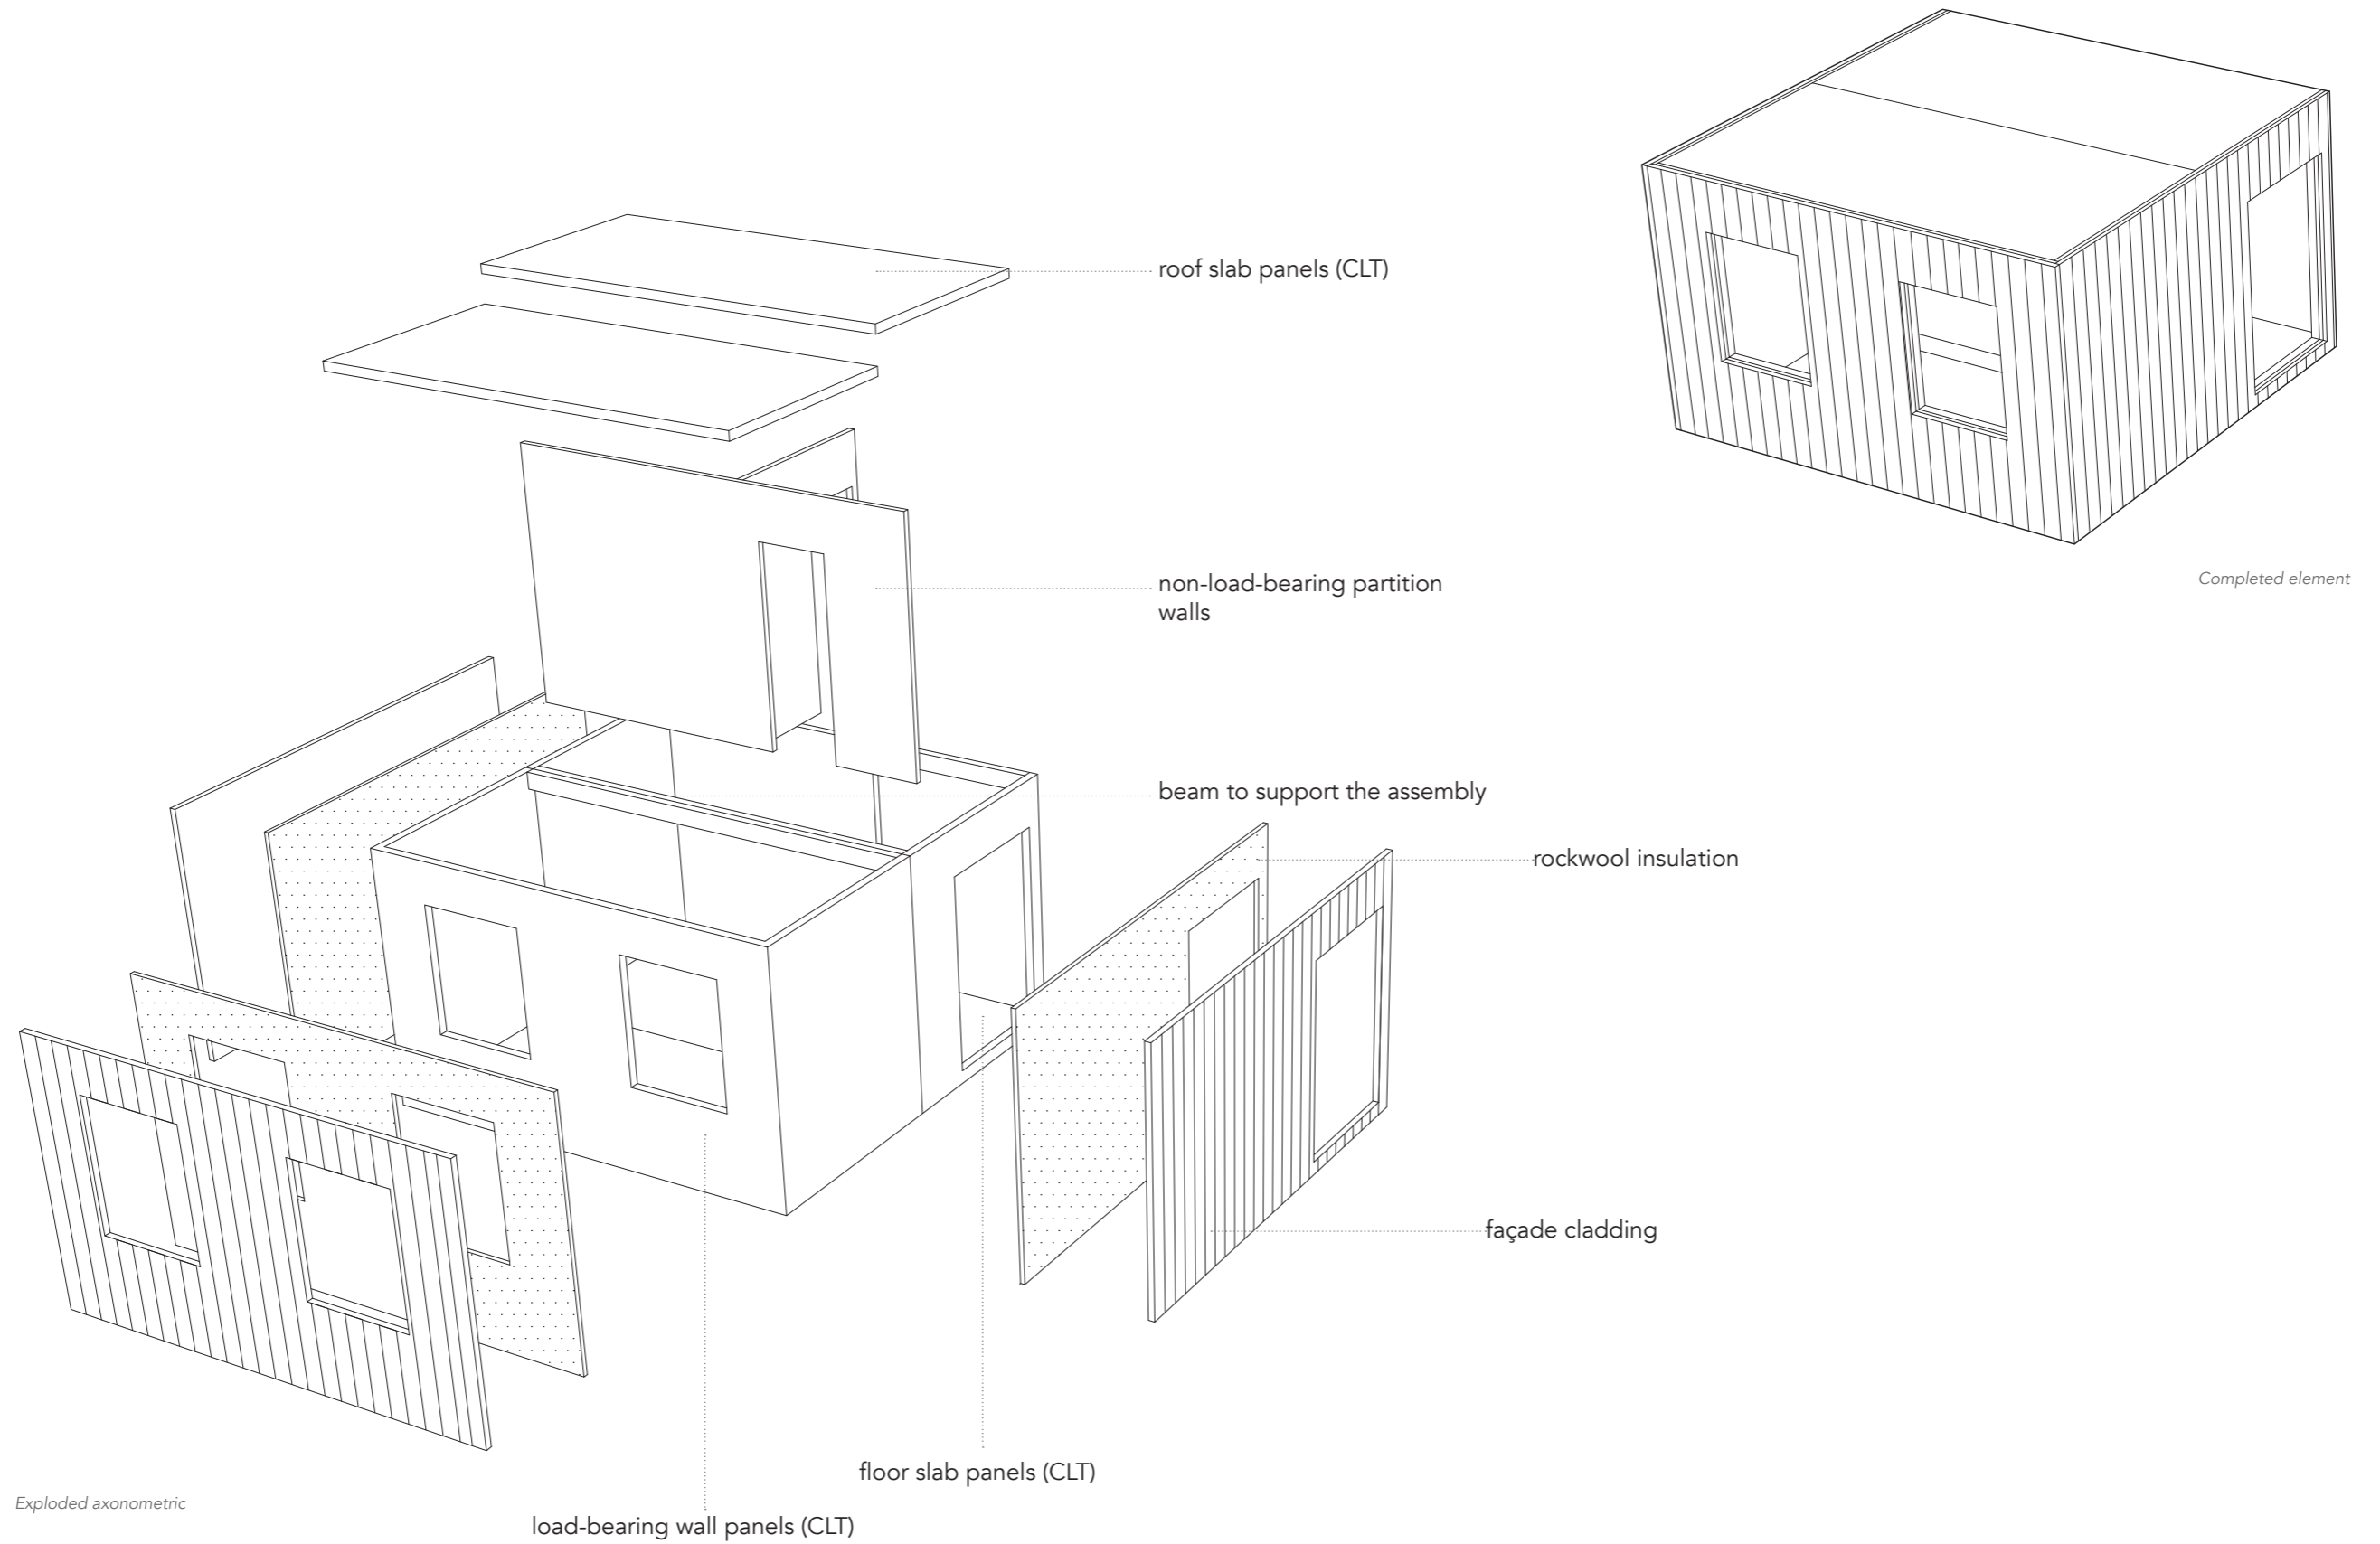 roof slab panels (CLT)
Completed element
non-load-bearing partition
walls
beam to support the assembly
rockwool insulation
façade cladding
floor slab panels (CLT)
Exploded axonometric
load-bearing wall panels (CLT)